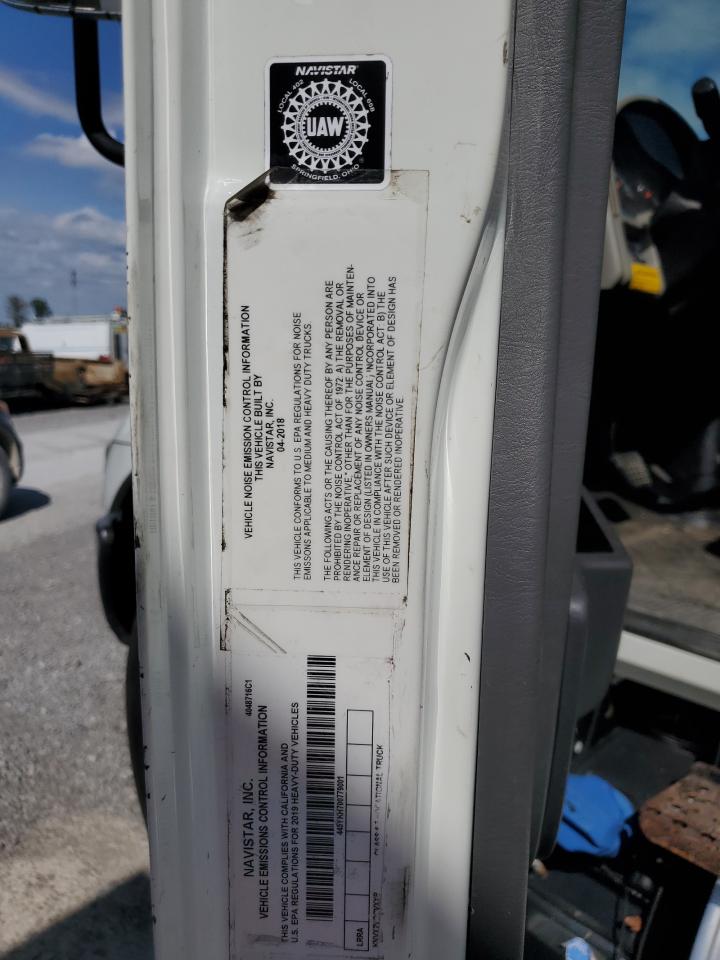 NAVISTAR®
LOCAL 402
LOCAL 658
UAW
SPRINGFIELD, OHIO
VEHICLE NOISE EMISSION CONTROL INFORMATION
THIS VEHICLE BUILT BY
NAVISTAR, INC.
04-2018
THIS VEHICLE CONFORMS TO U.S. EPA REGULATIONS FOR NOISE
EMISSIONS APPLICABLE TO MEDIUM AND HEAVY DUTY TRUCKS.
THE FOLLOWING ACTS OR THE CAUSING THEREOF BY ANY PERSON ARE
PROHIBITED BY THE NOISE CONTROL ACT OF 1972 A) THE REMOVAL OR
RENDERING INOPERATIVE, OTHER THAN FOR THE PURPOSES OF MAINTEN-
ANCE REPAIR OR REPLACEMENT OF ANY NOISE CONTROL DEVICE OR
ELEMENT OF DESIGN (LISTED IN OWNERS MANUAL) INCORPORATED INTO
THIS VEHICLE IN COMPLIANCE WITH THE NOISE CONTROL ACT. B) THE
USE OF THIS VEHICLE AFTER SUCH DEVICE OR ELEMENT OF DESIGN HAS
BEEN REMOVED OR RENDERED INOPERATIVE.
NAVISTAR, INC. 4048716C1
VEHICLE EMISSIONS CONTROL INFORMATION
THIS VEHICLE COMPLIES WITH CALIFORNIA AND
U.S. EPA REGULATIONS FOR 2019 HEAVY-DUTY VEHICLES
LRRA
TRUCK